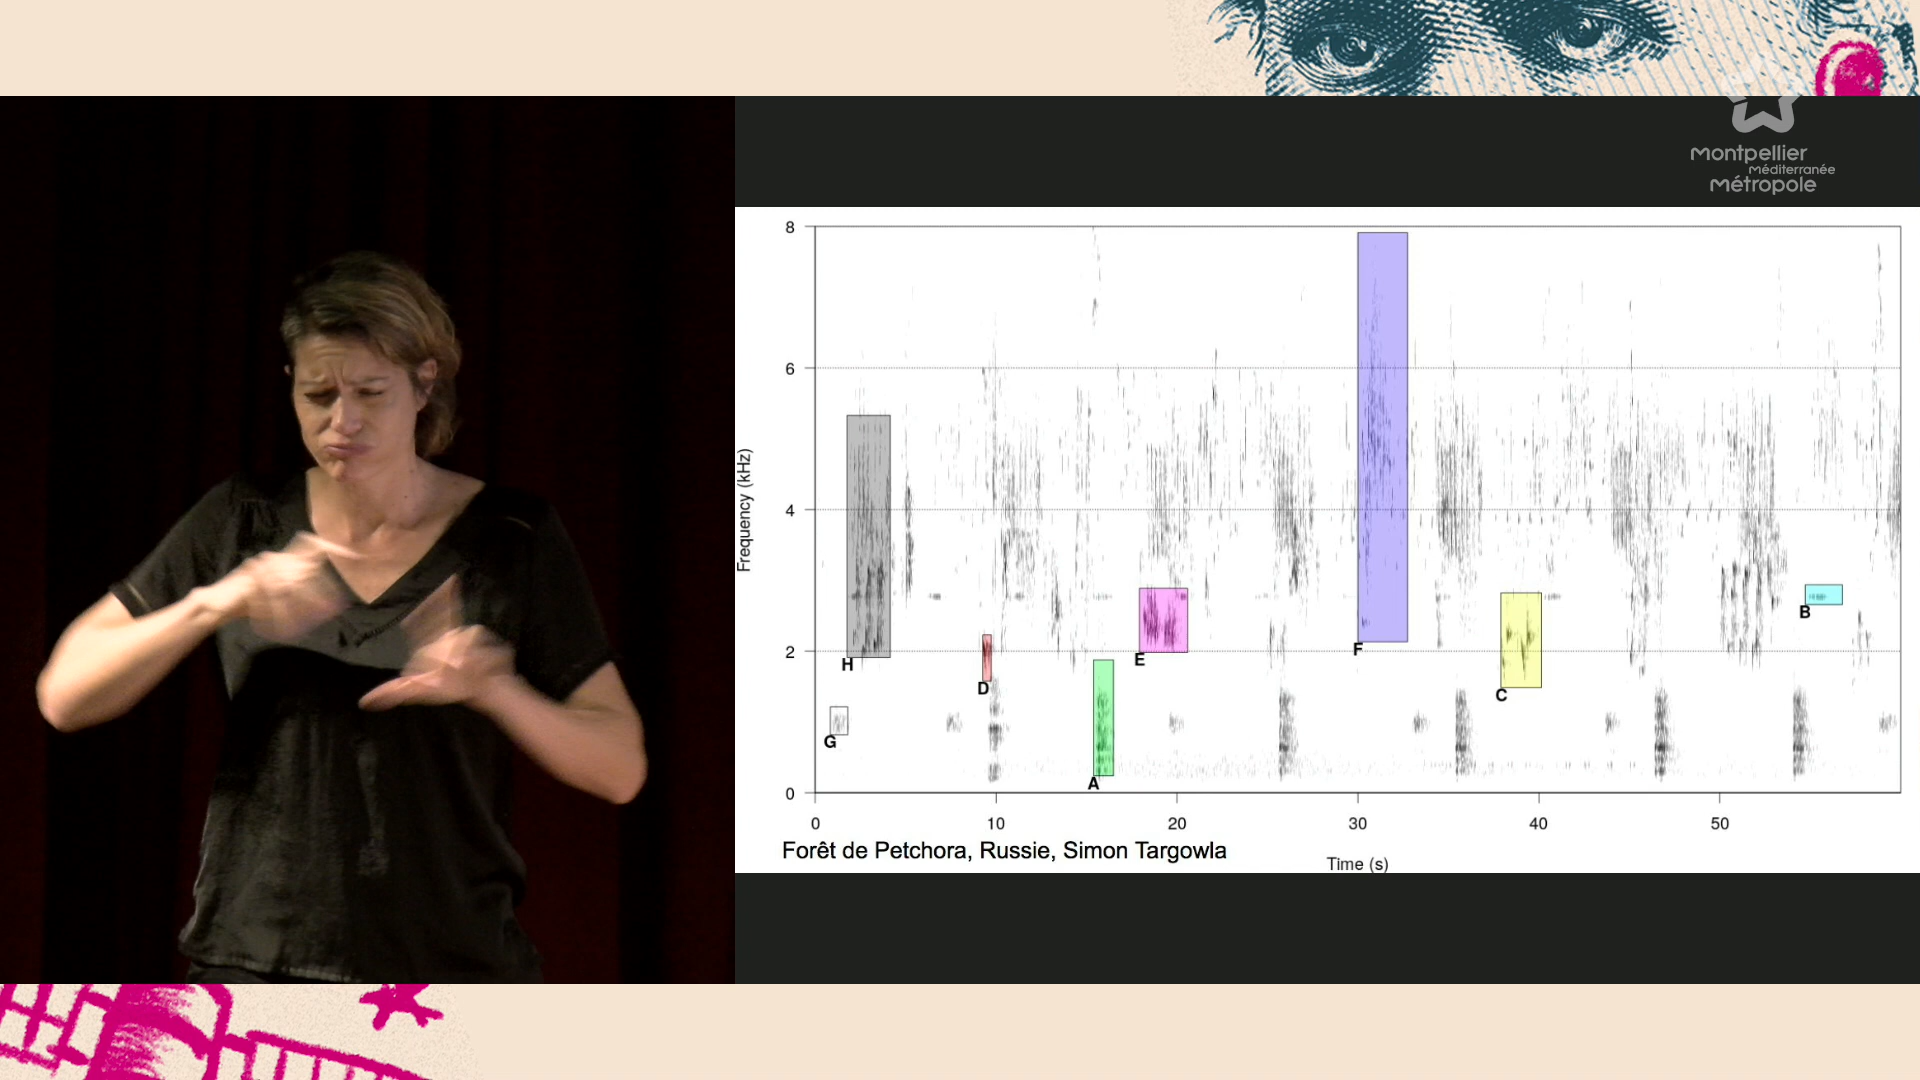 montpellier
méditerranée
métropole
8
6
4
2
0
Frequency (kHz)
H
G
D
A
E
F
C
B
0 10 20 30 40 50
Forêt de Petchora, Russie, Simon Targowla
Time (s)